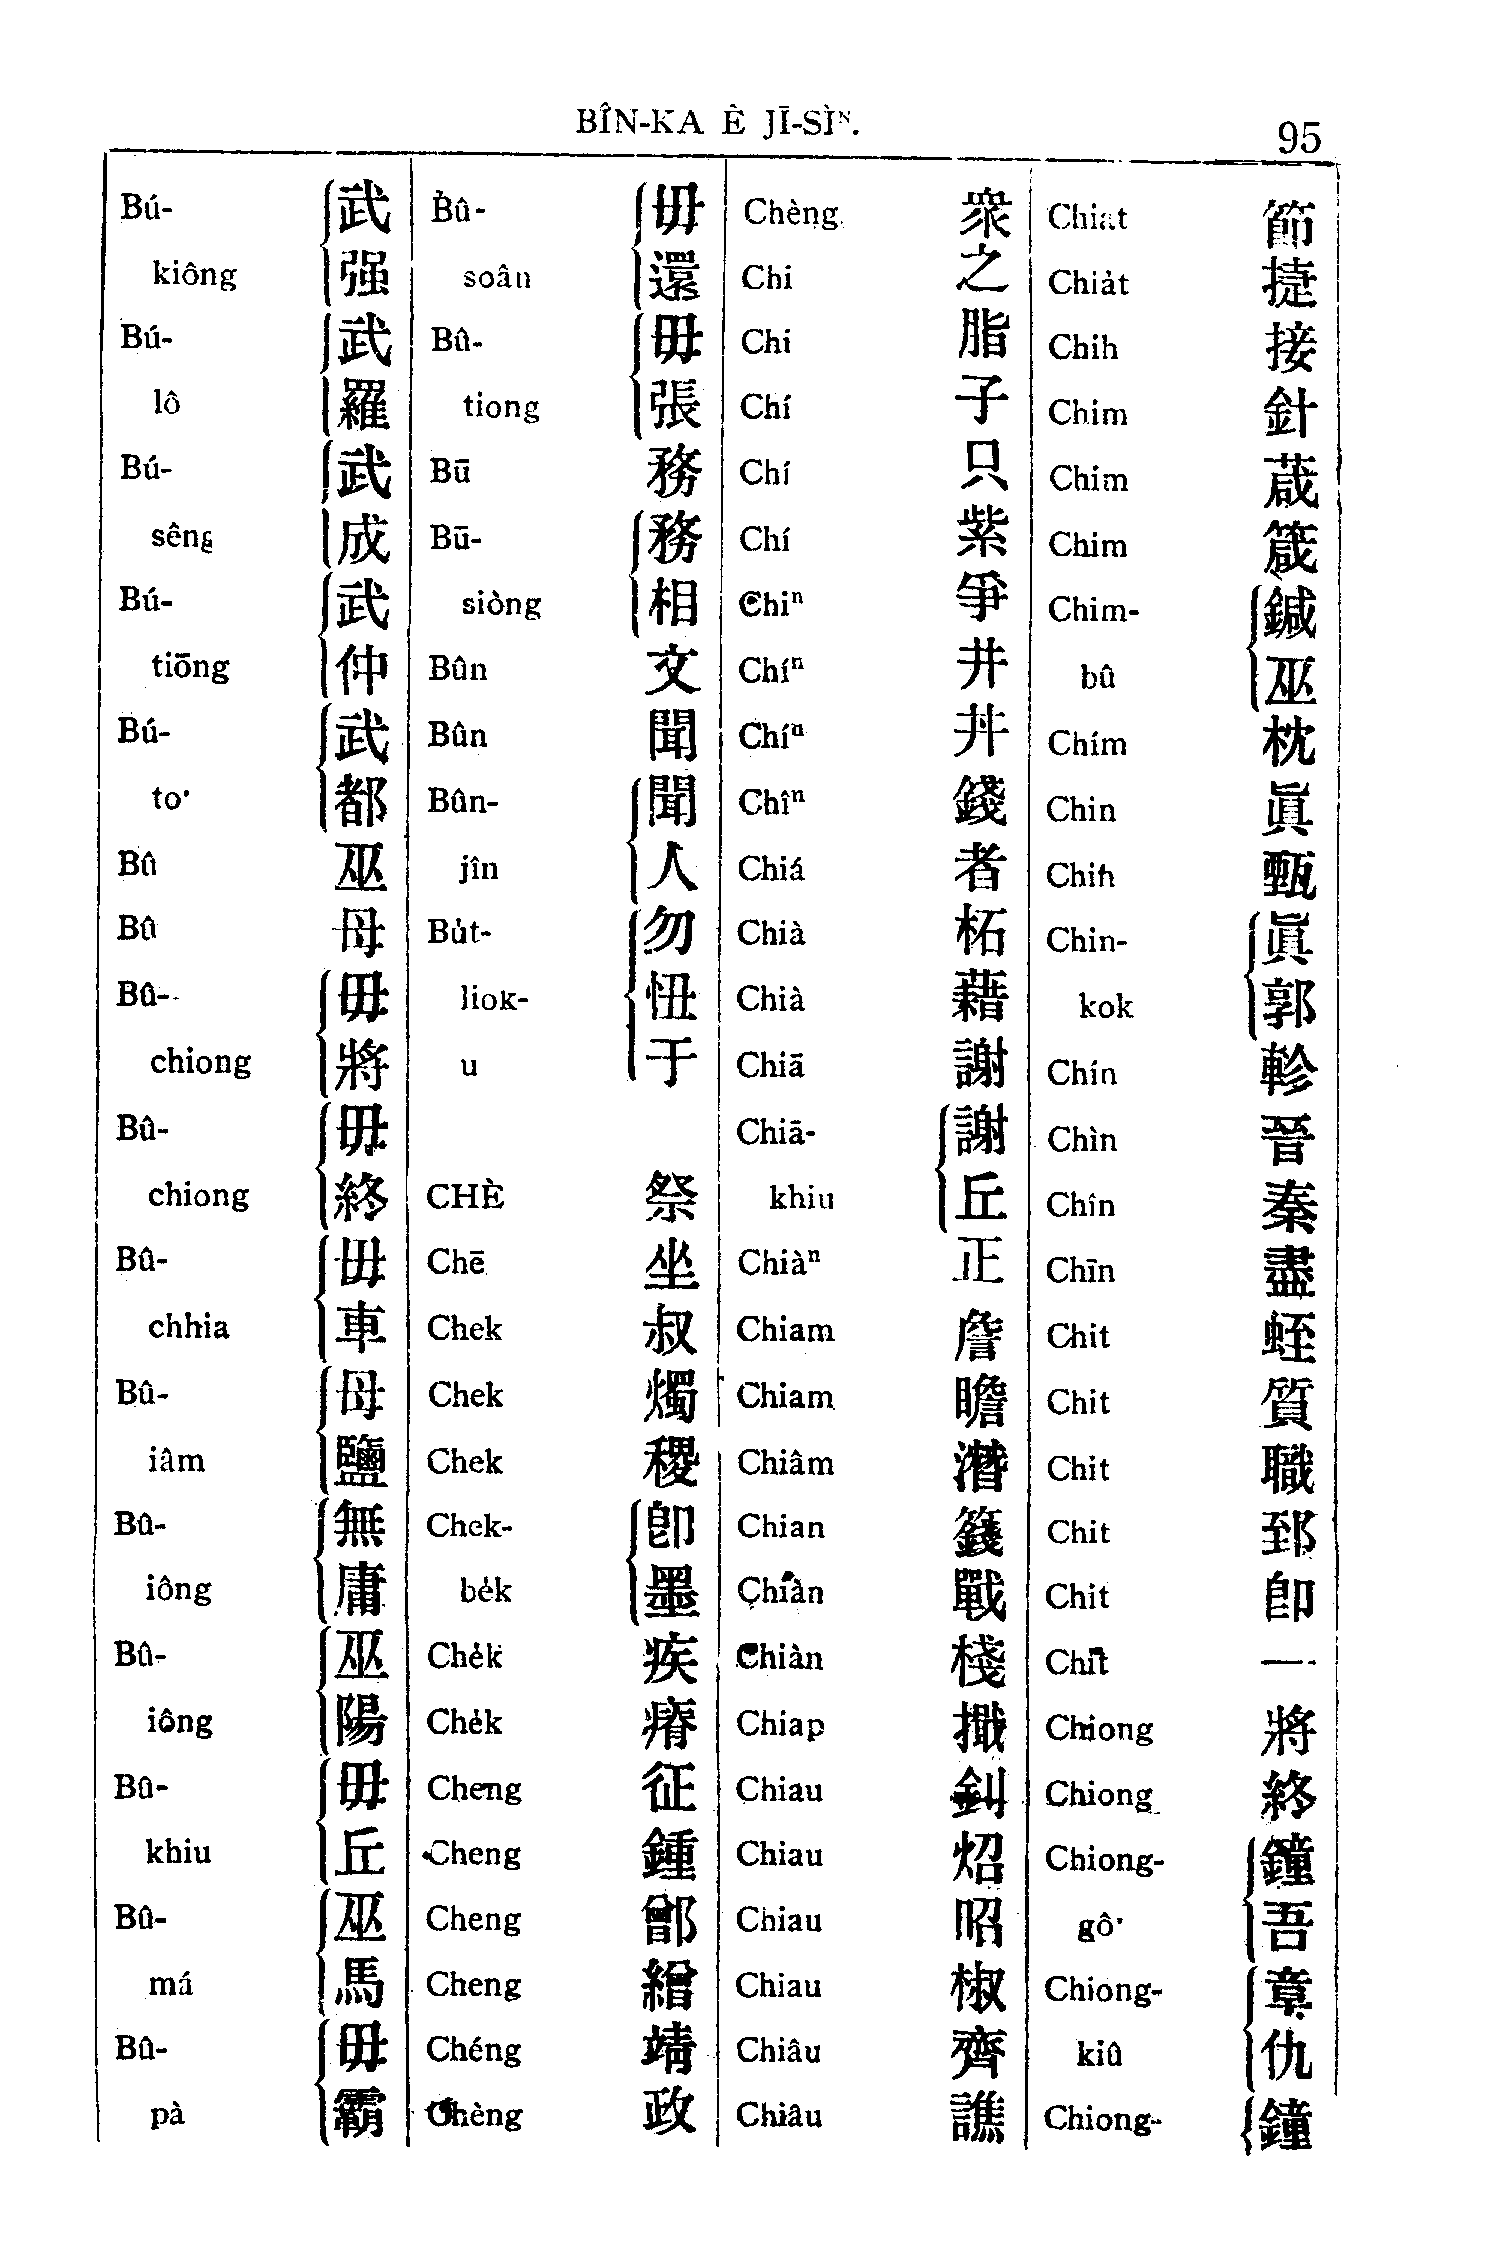 BÎN-KA Ê JĪ-SÌᴺ.
95
Bú- 武
kiông 强
Bú- 武
lô 羅
Bú- 武
sêng 成
Bú- 武
tiōng 仲
Bú- 武
to· 都
Bû 巫
Bû 母
Bû- 毋
chiong 將
Bû- 毋
chiong 終
Bû- 毋
chhia 車
Bû- 母
iâm 鹽
Bû- 無
iông 庸
Bû- 巫
iông 陽
Bû- 毋
khiu 丘
Bû- 巫
má 馬
Bû- 毋
pà 霸
Bû- 毋
soân 還
Bû- 毋
tiong 張
Bū 務
Bū- 務
siòng 相
Bûn 文
Bûn 聞
Bûn- 聞
jîn 人
Bu̍t- 勿
liok- 忸
u 于
CHÈ 祭
Chē 坐
Chek 叔
Chek 燭
Chek 稷
Chek- 卽
be̍k 墨
Che̍k 疾
Che̍k 瘠
Cheng 征
Cheng 鍾
Cheng 鄫
Cheng 繒
Chéng 靖
Chèng 政
Chèng 衆
Chi 之
Chi 脂
Chí 子
Chí 只
Chí 紫
Chiⁿ 爭
Chíⁿ 井
Chíⁿ 丼
Chîⁿ 錢
Chiá 者
Chià 柘
Chià 藉
Chiā 謝
Chiā- 謝
khiu 丘
Chiàⁿ 正
Chiam 詹
Chiam 瞻
Chiâm 潛
Chian 籛
Chiàn 戰
Chiàn 棧
Chiap 撖
Chiau 釗
Chiau 炤
Chiau 昭
Chiau 椒
Chiâu 齊
Chiâu 譙
Chiat 節
Chia̍t 㨗
Chih 接
Chim 針
Chim 葴
Chim 箴
Chim- 鍼
bû 巫
Chím 枕
Chin 眞
Chin 甄
Chin- 眞
kok 郭
Chín 軫
Chìn 晉
Chîn 秦
Chīn 盡
Chit 蛭
Chit 質
Chit 職
Chit 郅
Chit 卽
Chi̍t 一
Chiong 將
Chiong 終
Chiong- 鐘
gô· 吾
Chiong- 章
kiû 仇
Chiong- 鐘